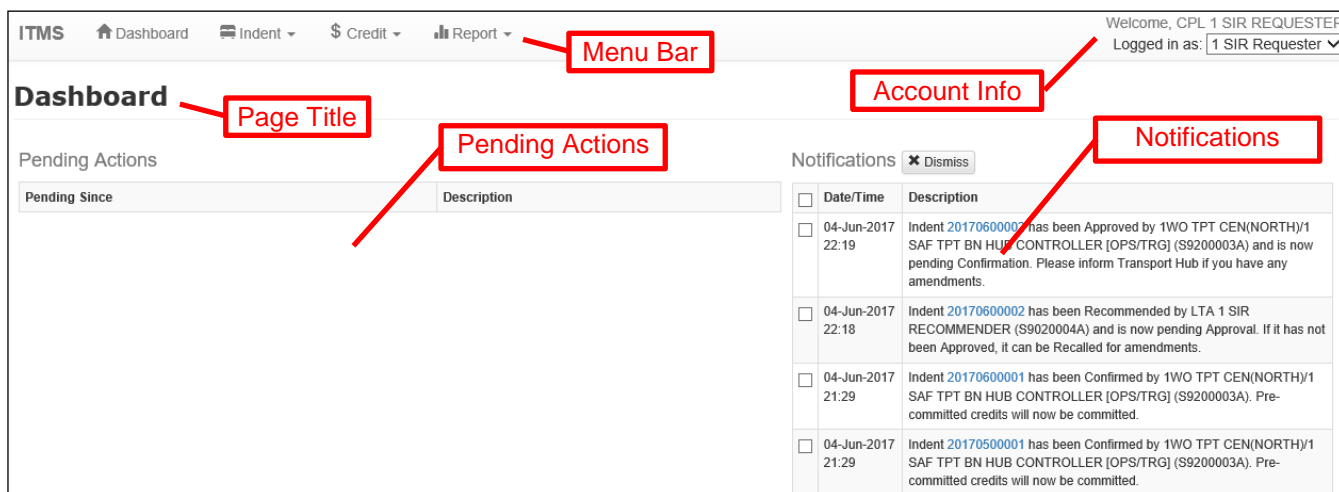 ITMS Dashboard Indent $ Credit Report
Welcome, CPL 1 SIR REQUESTER
Logged in as: 1 SIR Requester
Menu Bar
Account Info
Dashboard
Page Title
Pending Actions
Notifications
Pending Actions
Notifications Dismiss
Pending Since Description
Date/Time Description
04-Jun-2017 22:19
Indent 20170600002 has been Approved by 1WO TPT CEN(NORTH)/1
SAF TPT BN HUB CONTROLLER [OPS/TRG] (S9200003A) and is now
pending Confirmation. Please inform Transport Hub if you have any
amendments.
04-Jun-2017 22:18
Indent 20170600002 has been Recommended by LTA 1 SIR
RECOMMENDER (S9020004A) and is now pending Approval. If it has not
been Approved, it can be Recalled for amendments.
04-Jun-2017 21:29
Indent 20170600001 has been Confirmed by 1WO TPT CEN(NORTH)/1
SAF TPT BN HUB CONTROLLER [OPS/TRG] (S9200003A). Pre-
committed credits will now be committed.
04-Jun-2017 21:29
Indent 20170500001 has been Confirmed by 1WO TPT CEN(NORTH)/1
SAF TPT BN HUB CONTROLLER [OPS/TRG] (S9200003A). Pre-
committed credits will now be committed.